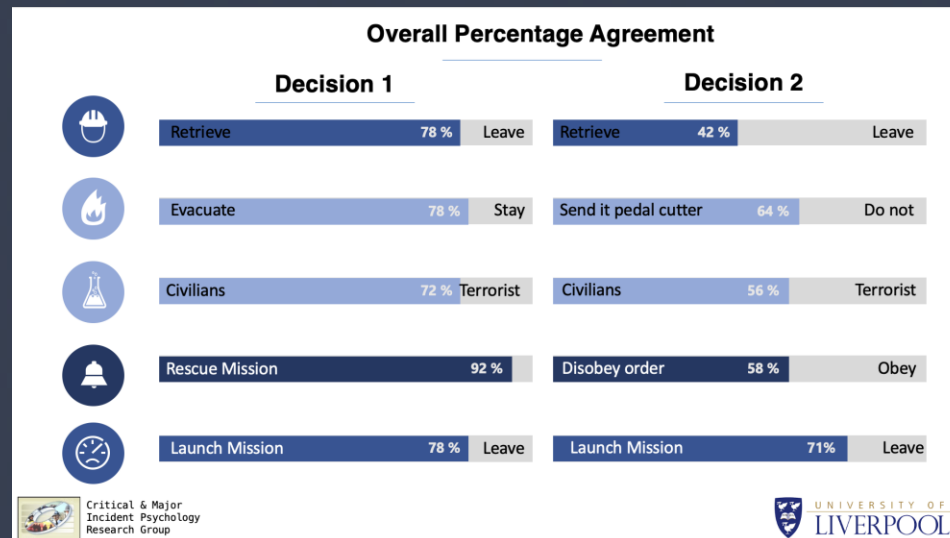 Overall Percentage Agreement
Decision 1
Decision 2
Retrieve 78 % Leave
Retrieve 42 % Leave
Evacuate 78 % Stay
Send it pedal cutter 64 % Do not
Civilians 72 % Terrorist
Civilians 56 % Terrorist
Rescue Mission 92 %
Disobey order 58 % Obey
Launch Mission 78 % Leave
Launch Mission 71% Leave
Critical & Major
Incident Psychology
Research Group
UNIVERSITY OF
LIVERPOOL